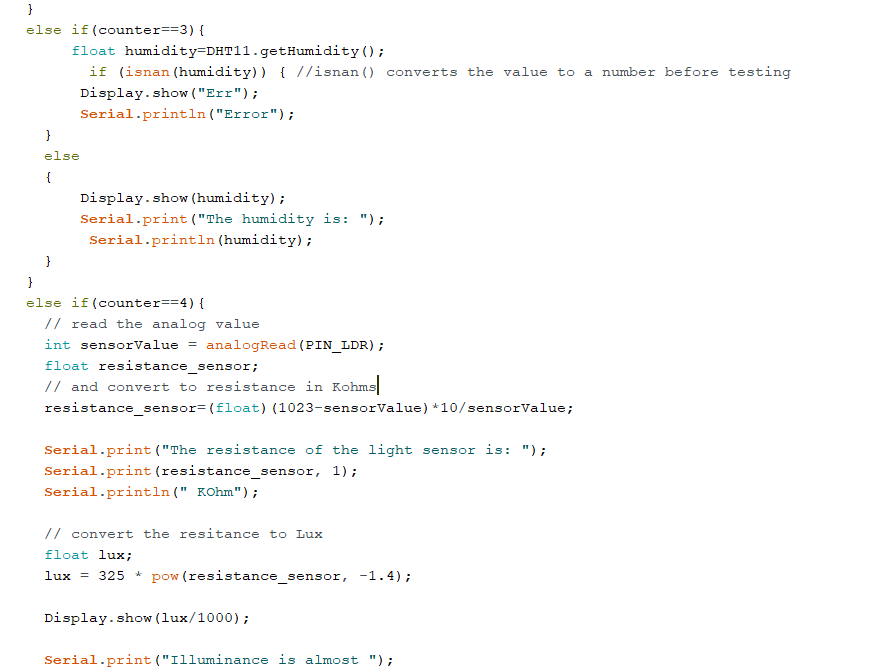 }
else if(counter==3){
float humidity=DHT11.getHumidity();
if (isnan(humidity)) { //isnan() converts the value to a number before testing
Display.show("Err");
Serial.println("Error");
}
else
{
Display.show(humidity);
Serial.print("The humidity is: ");
Serial.println(humidity);
}
}
else if(counter==4){
// read the analog value
int sensorValue = analogRead(PIN_LDR);
float resistance_sensor;
// and convert to resistance in Kohms
resistance_sensor=(float)(1023-sensorValue)*10/sensorValue;
Serial.print("The resistance of the light sensor is: ");
Serial.print(resistance_sensor, 1);
Serial.println(" KOhm");
// convert the resitance to Lux
float lux;
lux = 325 * pow(resistance_sensor, -1.4);
Display.show(lux/1000);
Serial.print("Illuminance is almost ");